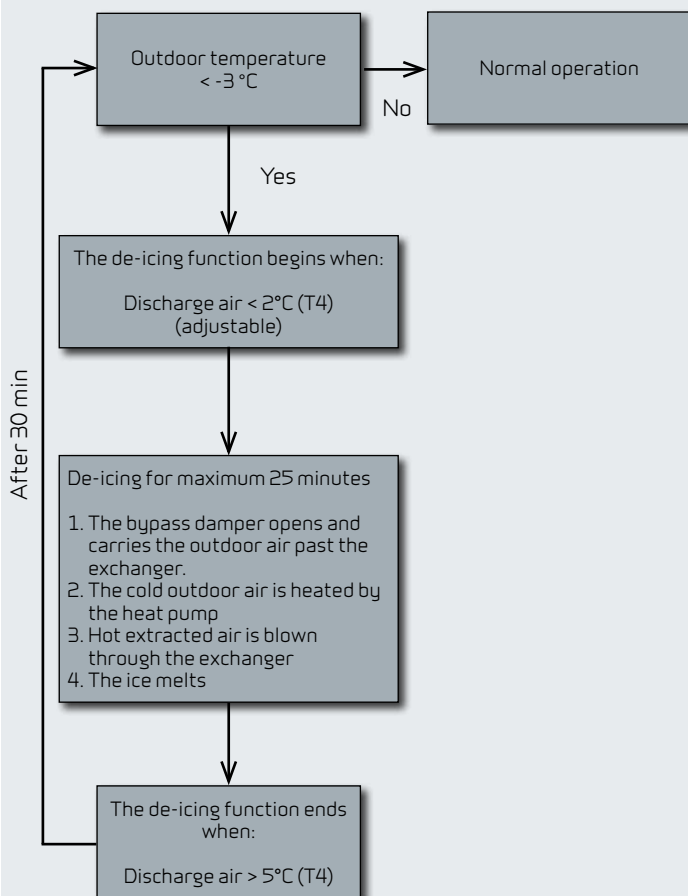 Outdoor temperature
< -3 °C
Normal operation
No
Yes
The de-icing function begins when:
Discharge air < 2°C (T4)
(adjustable)
After 30 min
De-icing for maximum 25 minutes
1. The bypass damper opens and
carries the outdoor air past the
exchanger.
2. The cold outdoor air is heated by
the heat pump
3. Hot extracted air is blown
through the exchanger
4. The ice melts
The de-icing function ends
when:
Discharge air > 5°C (T4)